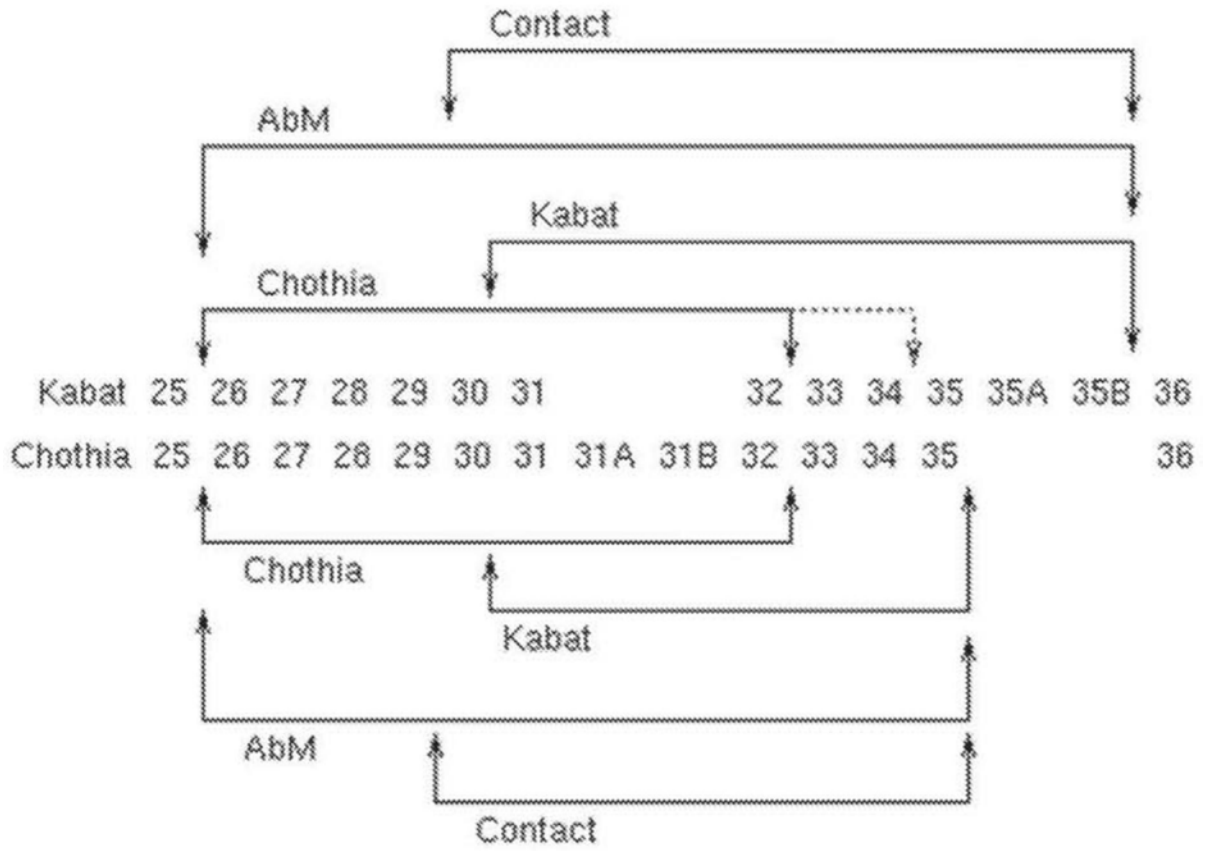 Contact
AbM
Kabat
Chothia
Kabat 25 26 27 28 29 30 31 32 33 34 35 35A 35B 36
Chothia 25 26 27 28 29 30 31 31A 31B 32 33 34 35 36
Chothia
Kabat
AbM
Contact